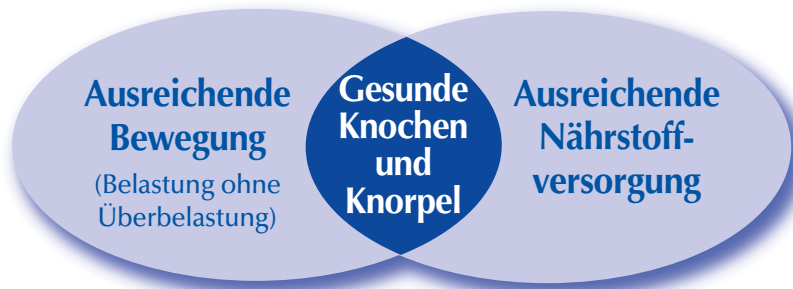 Ausreichende
Bewegung
(Belastung ohne
Überbelastung)
Gesunde
Knochen
und
Knorpel
Ausreichende
Nährstoff-
versorgung